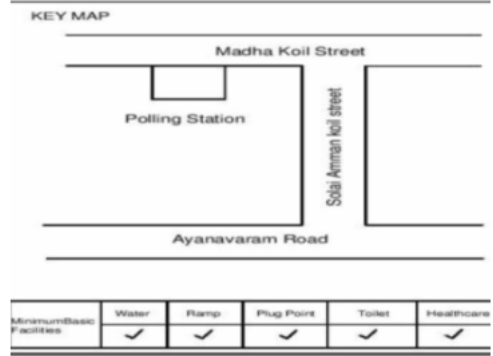 KEY MAP
Madha Koil Street
Polling Station
Solai Amman koil street
Ayanavaram Road
MinimumBasic Facilities
Water Ramp Plug Point Toilet Healthcare
✓ ✓ ✓ ✓ ✓